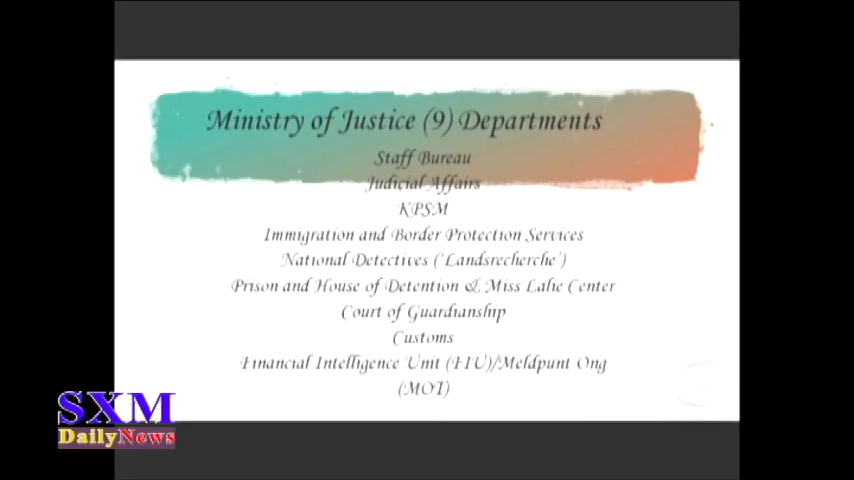 Ministry of Justice (9) Departments
Staff Bureau
Judicial Affairs
KPSM
Immigration and Border Protection Services
National Detectives ('Landsrecherche')
Prison and House of Detention & Miss Lalie Center
Court of Guardianship
Customs
Financial Intelligence Unit (FIU)/Meldpunt Ong
(MOT)
SXM
DailyNews